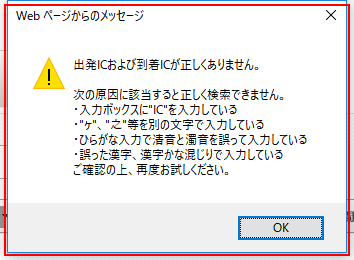 Web ページからのメッセージ
出発ICおよび到着ICが正しくありません。
次の原因に該当すると正しく検索できません。
・入力ボックスに"IC"を入力している
・"ヶ"、"之"等を別の文字で入力している
・ひらがな入力で清音と濁音を誤って入力している
・誤った漢字、漢字かな混じりで入力している
ご確認の上、再度お試しください。
OK